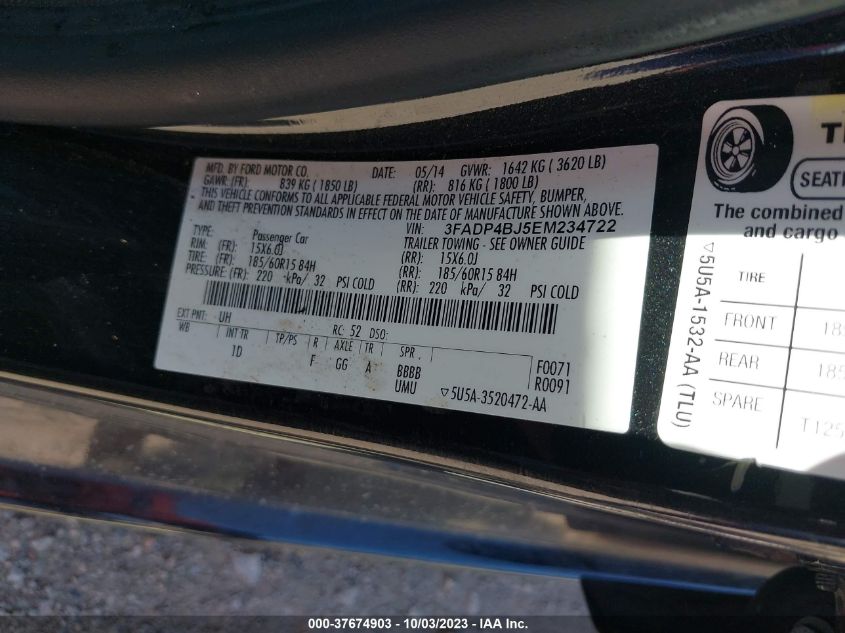 MFD. BY FORD MOTOR CO.
DATE: 05/14 GVWR: 1642 KG ( 3620 LB)
GAWR:(FR): 839 KG ( 1850 LB) (RR): 816 KG ( 1800 LB)
THIS VEHICLE CONFORMS TO ALL APPLICABLE FEDERAL MOTOR VEHICLE SAFETY, BUMPER,
AND THEFT PREVENTION STANDARDS IN EFFECT ON THE DATE OF MANUFACTURE SHOWN ABOVE.
VIN: 3FADP4BJ5EM234722
TYPE: Passenger Car TRAILER TOWING - SEE OWNER GUIDE
RIM: (FR): 15X6.0J (RR): 15X6.0J
TIRE: (FR): 185/60R15 84H (RR): 185/60R15 84H
PRESSURE: (FR): 220 kPa/ 32 PSI COLD (RR): 220 kPa/ 32 PSI COLD
EXT PNT: UH RC: 52 DSO:
WB INT TR TP/PS R AXLE TR SPR
1D F GG A BBBB
UMU
F0071
R0091
▽5U5A-3520472-AA
SEATI
The combined
and cargo
▽5U5A-1532-AA (TLU)
TIRE
FRONT 18
REAR 185
SPARE T125
000-37674903 - 10/03/2023 - IAA Inc.